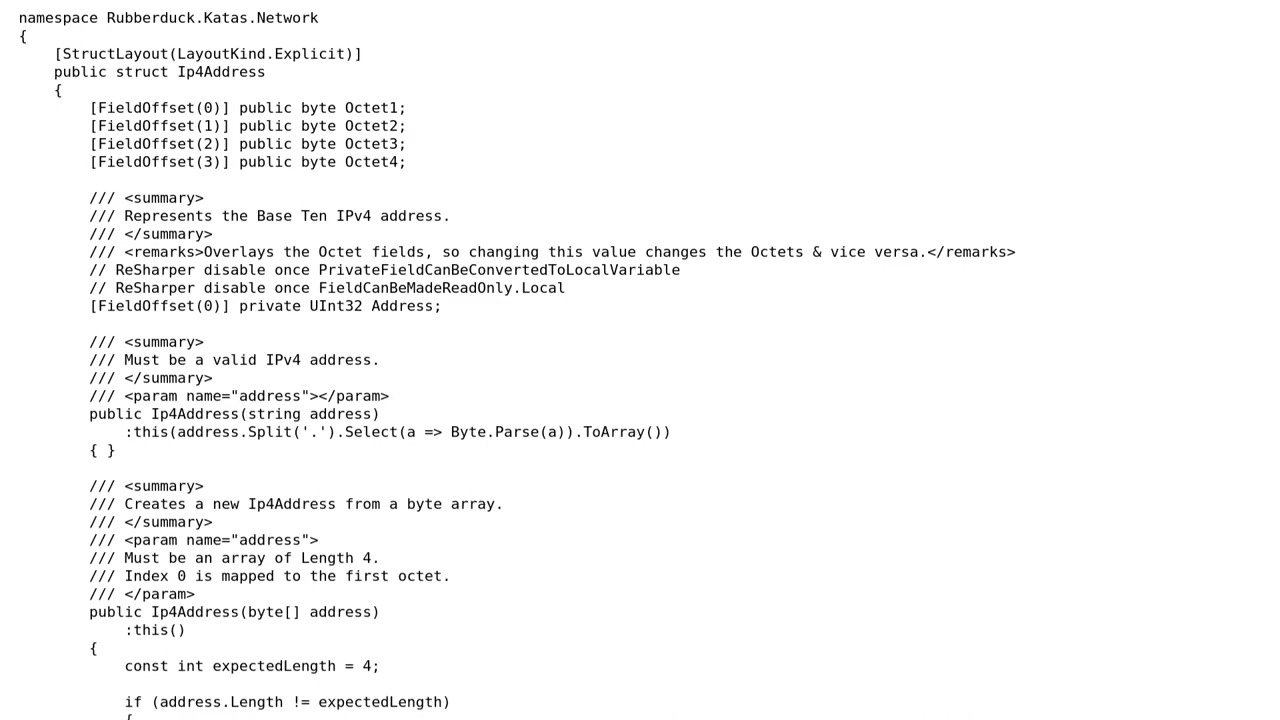 namespace Rubberduck.Katas.Network
{
    [StructLayout(LayoutKind.Explicit)]
    public struct Ip4Address
    {
        [FieldOffset(0)] public byte Octet1;
        [FieldOffset(1)] public byte Octet2;
        [FieldOffset(2)] public byte Octet3;
        [FieldOffset(3)] public byte Octet4;

        /// <summary>
        /// Represents the Base Ten IPv4 address.
        /// </summary>
        /// <remarks>Overlays the Octet fields, so changing this value changes the Octets & vice versa.</remarks>
        // ReSharper disable once PrivateFieldCanBeConvertedToLocalVariable
        // ReSharper disable once FieldCanBeMadeReadOnly.Local
        [FieldOffset(0)] private UInt32 Address;

        /// <summary>
        /// Must be a valid IPv4 address.
        /// </summary>
        /// <param name="address"></param>
        public Ip4Address(string address)
            :this(address.Split('.').Select(a => Byte.Parse(a)).ToArray())
        { }

        /// <summary>
        /// Creates a new Ip4Address from a byte array.
        /// </summary>
        /// <param name="address">
        /// Must be an array of Length 4.
        /// Index 0 is mapped to the first octet.
        /// </param>
        public Ip4Address(byte[] address)
            :this()
        {
            const int expectedLength = 4;

            if (address.Length != expectedLength)
            {